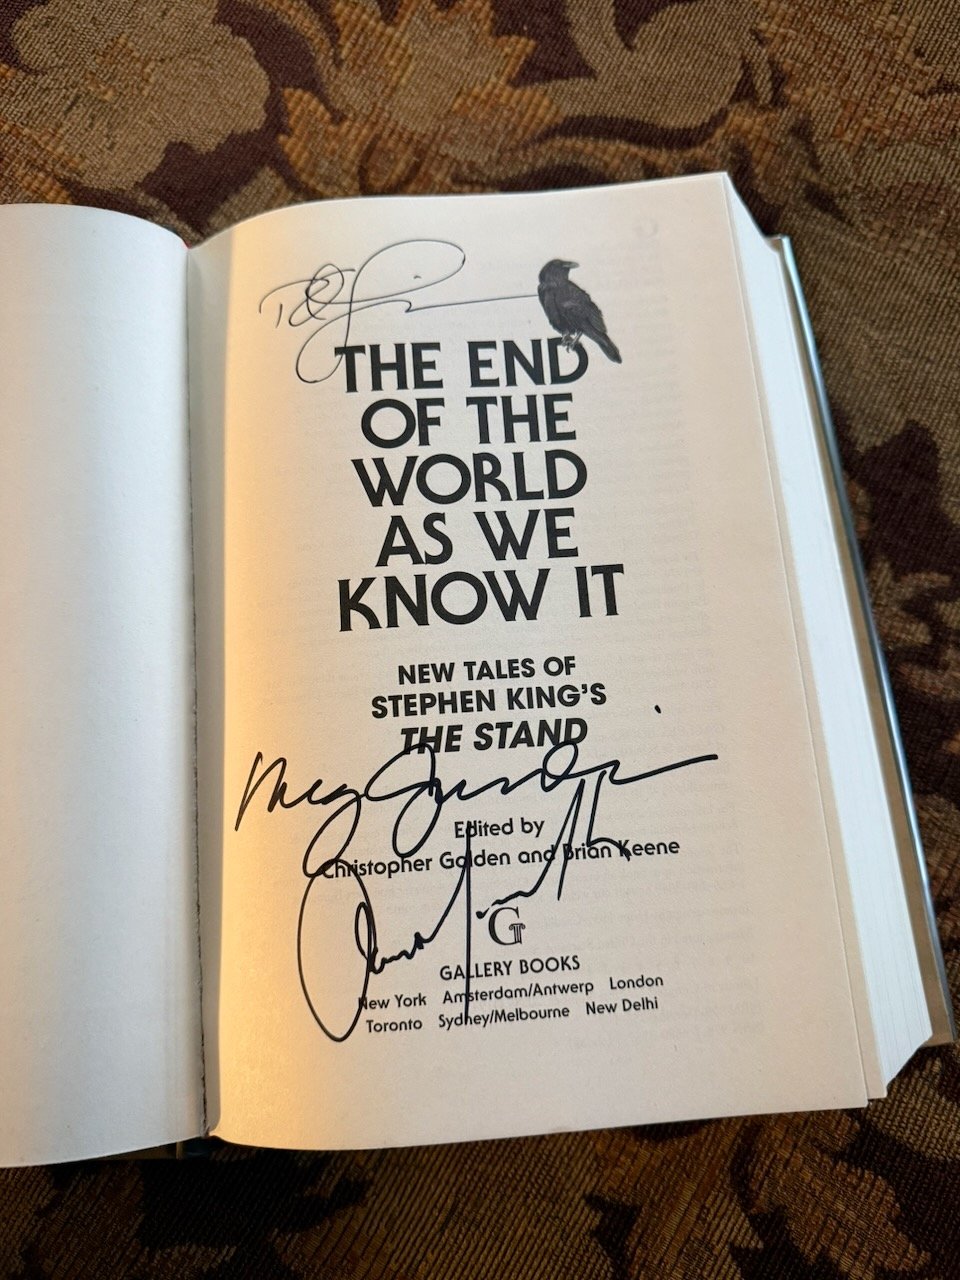 THE END
OF THE
WORLD
AS WE
KNOW IT
NEW TALES OF
STEPHEN KING'S
THE STAND
Meg
Edited by
Christopher Golden and Brian Keene
G
GALLERY BOOKS
New York Amsterdam/Antwerp London
Toronto Sydney/Melbourne New Delhi